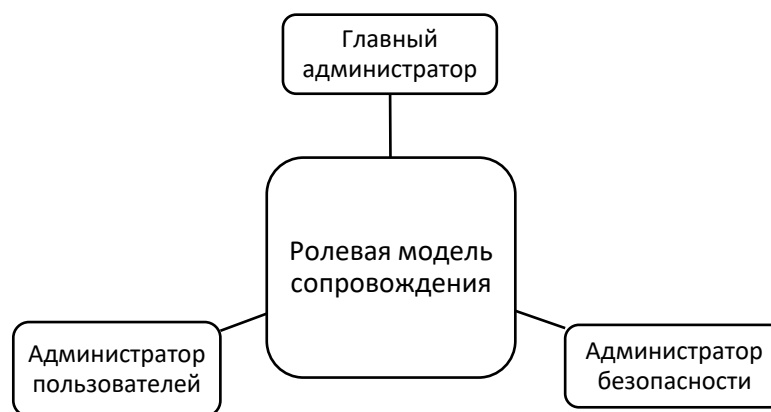 Главный
администратор
Ролевая модель
сопровождения
Администратор
пользователей
Администратор
безопасности